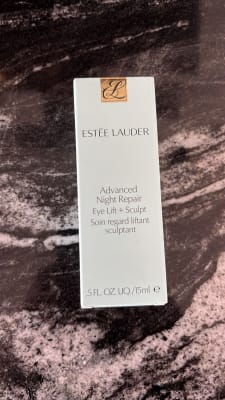 EL
ESTĒE LAUDER
Advanced
Night Repair
Eye Lift + Sculpt
Soin regard liftant
sculptant
.5 FL. OZ. LIQ./15ml e